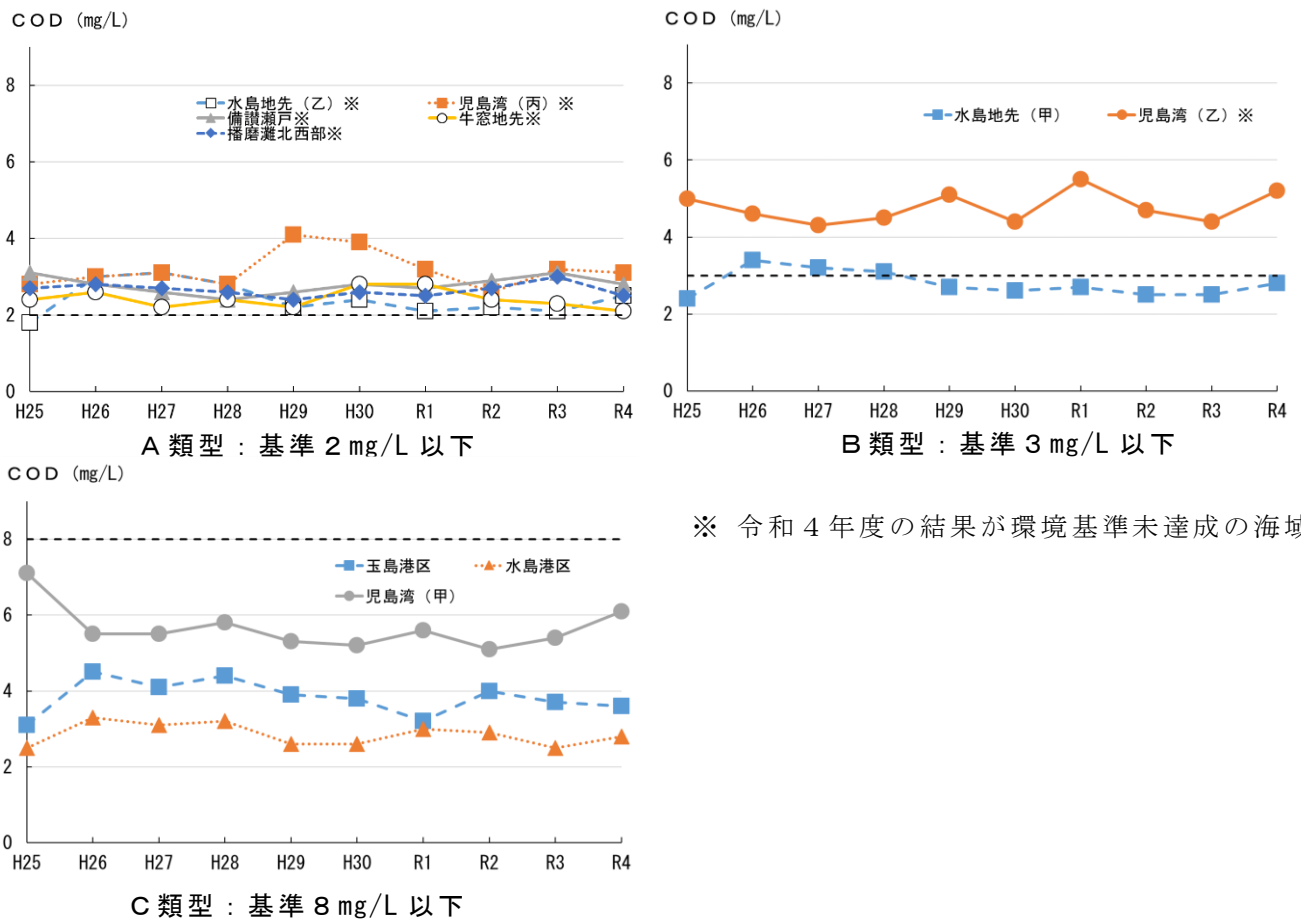 ＣＯＤ (mg/L)
8
6
4
2
0
水島地先（乙）※
児島湾（丙）※
備讃瀬戸※
牛窓地先※
播磨灘北西部※
H25 H26 H27 H28 H29 H30 R1 R2 R3 R4
Ａ類型：基準２mg/L 以下
ＣＯＤ (mg/L)
8
6
4
2
0
水島地先（甲）
児島湾（乙）※
H25 H26 H27 H28 H29 H30 R1 R2 R3 R4
Ｂ類型：基準３mg/L 以下
ＣＯＤ (mg/L)
8
6
4
2
0
玉島港区
水島港区
児島湾（甲）
H25 H26 H27 H28 H29 H30 R1 R2 R3 R4
Ｃ類型：基準８mg/L 以下
※ 令和４年度の結果が環境基準未達成の海域